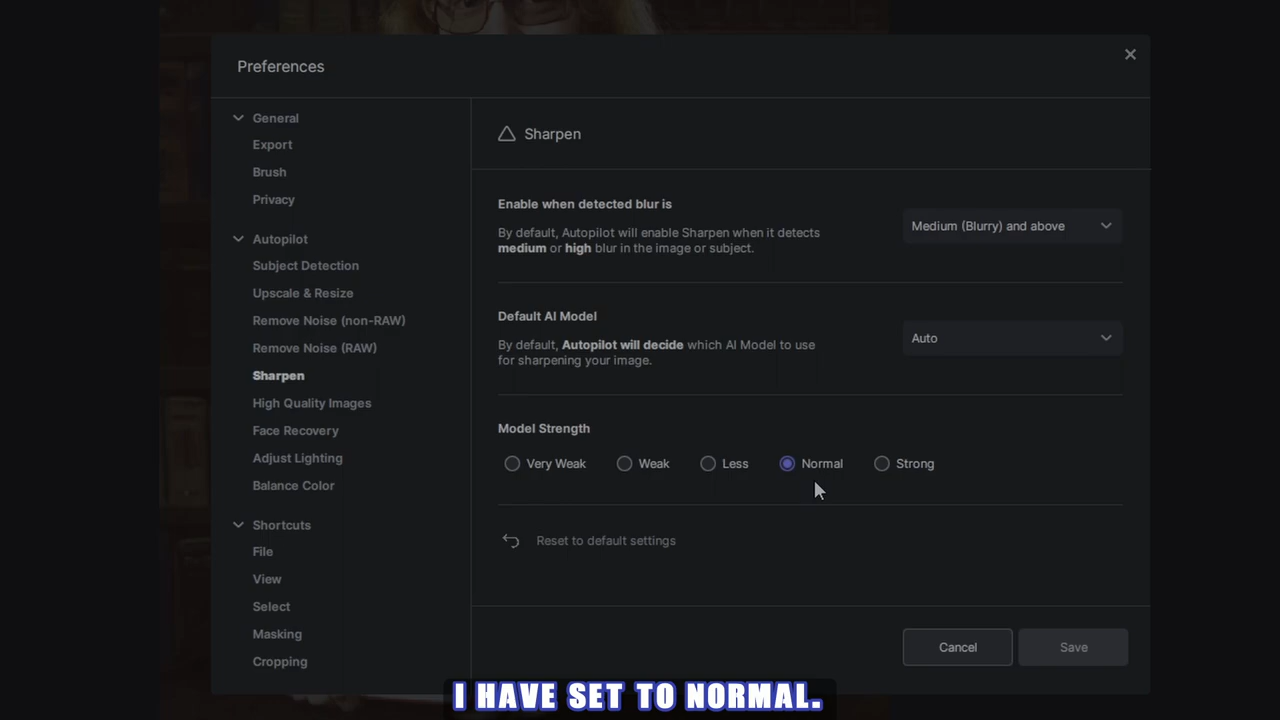 Preferences
General
Export
Brush
Privacy
Autopilot
Subject Detection
Upscale & Resize
Remove Noise (non-RAW)
Remove Noise (RAW)
Sharpen
High Quality Images
Face Recovery
Adjust Lighting
Balance Color
Shortcuts
File
View
Select
Masking
Cropping
Sharpen
Enable when detected blur is
By default, Autopilot will enable Sharpen when it detects
medium or high blur in the image or subject.
Medium (Blurry) and above
Default AI Model
By default, Autopilot will decide which AI Model to use
for sharpening your image.
Auto
Model Strength
Very Weak
Weak
Less
Normal
Strong
Reset to default settings
Cancel
Save
I HAVE SET TO NORMAL.